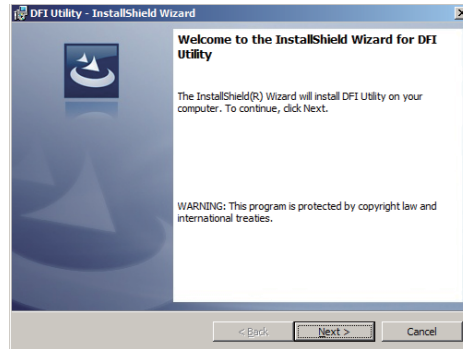 DFI Utility - InstallShield Wizard
Welcome to the InstallShield Wizard for DFI
Utility
The InstallShield(R) Wizard will install DFI Utility on your
computer. To continue, click Next.
WARNING: This program is protected by copyright law and
international treaties.
< Back Next > Cancel